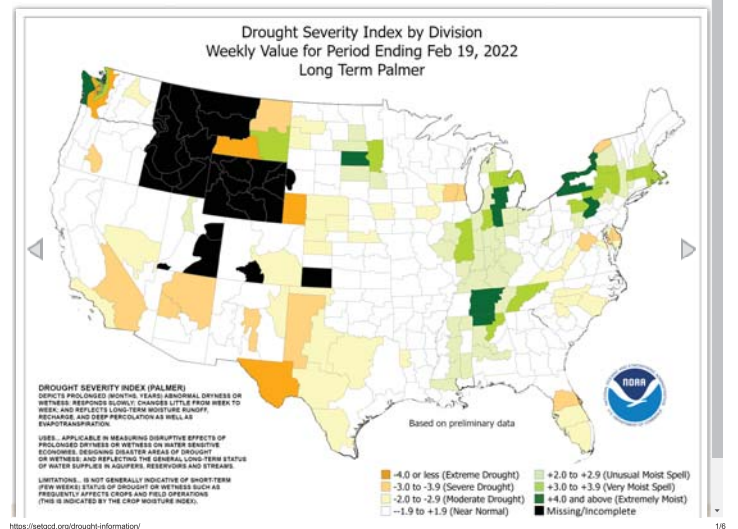 Drought Severity Index by Division
Weekly Value for Period Ending Feb 19, 2022
Long Term Palmer
DROUGHT SEVERITY INDEX (PALMER)
DEPICTS PROLONGED (MONTHS, YEARS) ABNORMAL DRYNESS OR
WETNESS; RESPONDS SLOWLY; CHANGES LITTLE FROM WEEK TO
WEEK; AND REFLECTS LONG-TERM MOISTURE RUNOFF,
RECHARGE, AND DEEP PERCOLATION AS WELL AS
EVAPOTRANSPIRATION.
USES... APPLICABLE IN MEASURING DISRUPTIVE EFFECTS OF
PROLONGED DRYNESS OR WETNESS ON WATER SENSITIVE
ECONOMIES, DESIGNING DISASTER AREAS OF DROUGHT
OR WETNESS; AND REFLECTING THE GENERAL LONG-TERM STATUS
OF WATER SUPPLIES IN AQUIFERS, RESERVOIRS AND STREAMS.
LIMITATIONS... IS NOT GENERALLY INDICATIVE OF SHORT-TERM
(FEW WEEKS) STATUS OF DROUGHT OR WETNESS SUCH AS
FREQUENTLY AFFECTS CROPS AND FIELD OPERATIONS
(THIS IS INDICATED BY THE CROP MOISTURE INDEX).
NOAA
Based on preliminary data
-4.0 or less (Extreme Drought)
-3.0 to -3.9 (Severe Drought)
-2.0 to -2.9 (Moderate Drought)
--1.9 to +1.9 (Near Normal)
+2.0 to +2.9 (Unusual Moist Spell)
+3.0 to +3.9 (Very Moist Spell)
+4.0 and above (Extremely Moist)
Missing/Incomplete
https://setcd.org/drought-information/
1/6